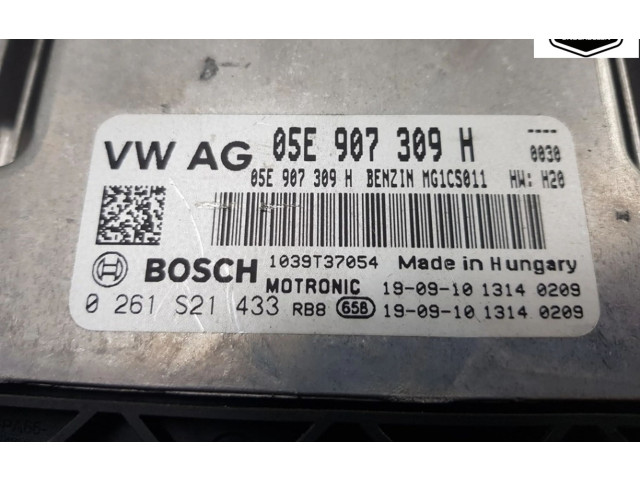 VW AG 05E 907 309 H ----
0030
05E 907 309 H BENZIN MG1CS011 HW: H20
BOSCH 1039T37054 Made in Hungary
MOTRONIC 19-09-10 1314 0209
0 261 S21 433 RB8 658 19-09-10 1314 0209